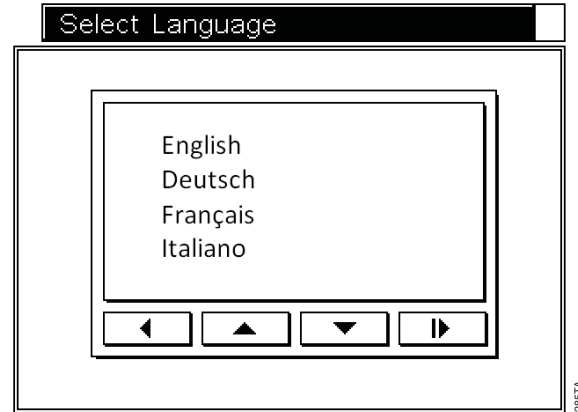 Select Language
English
Deutsch
Français
Italiano